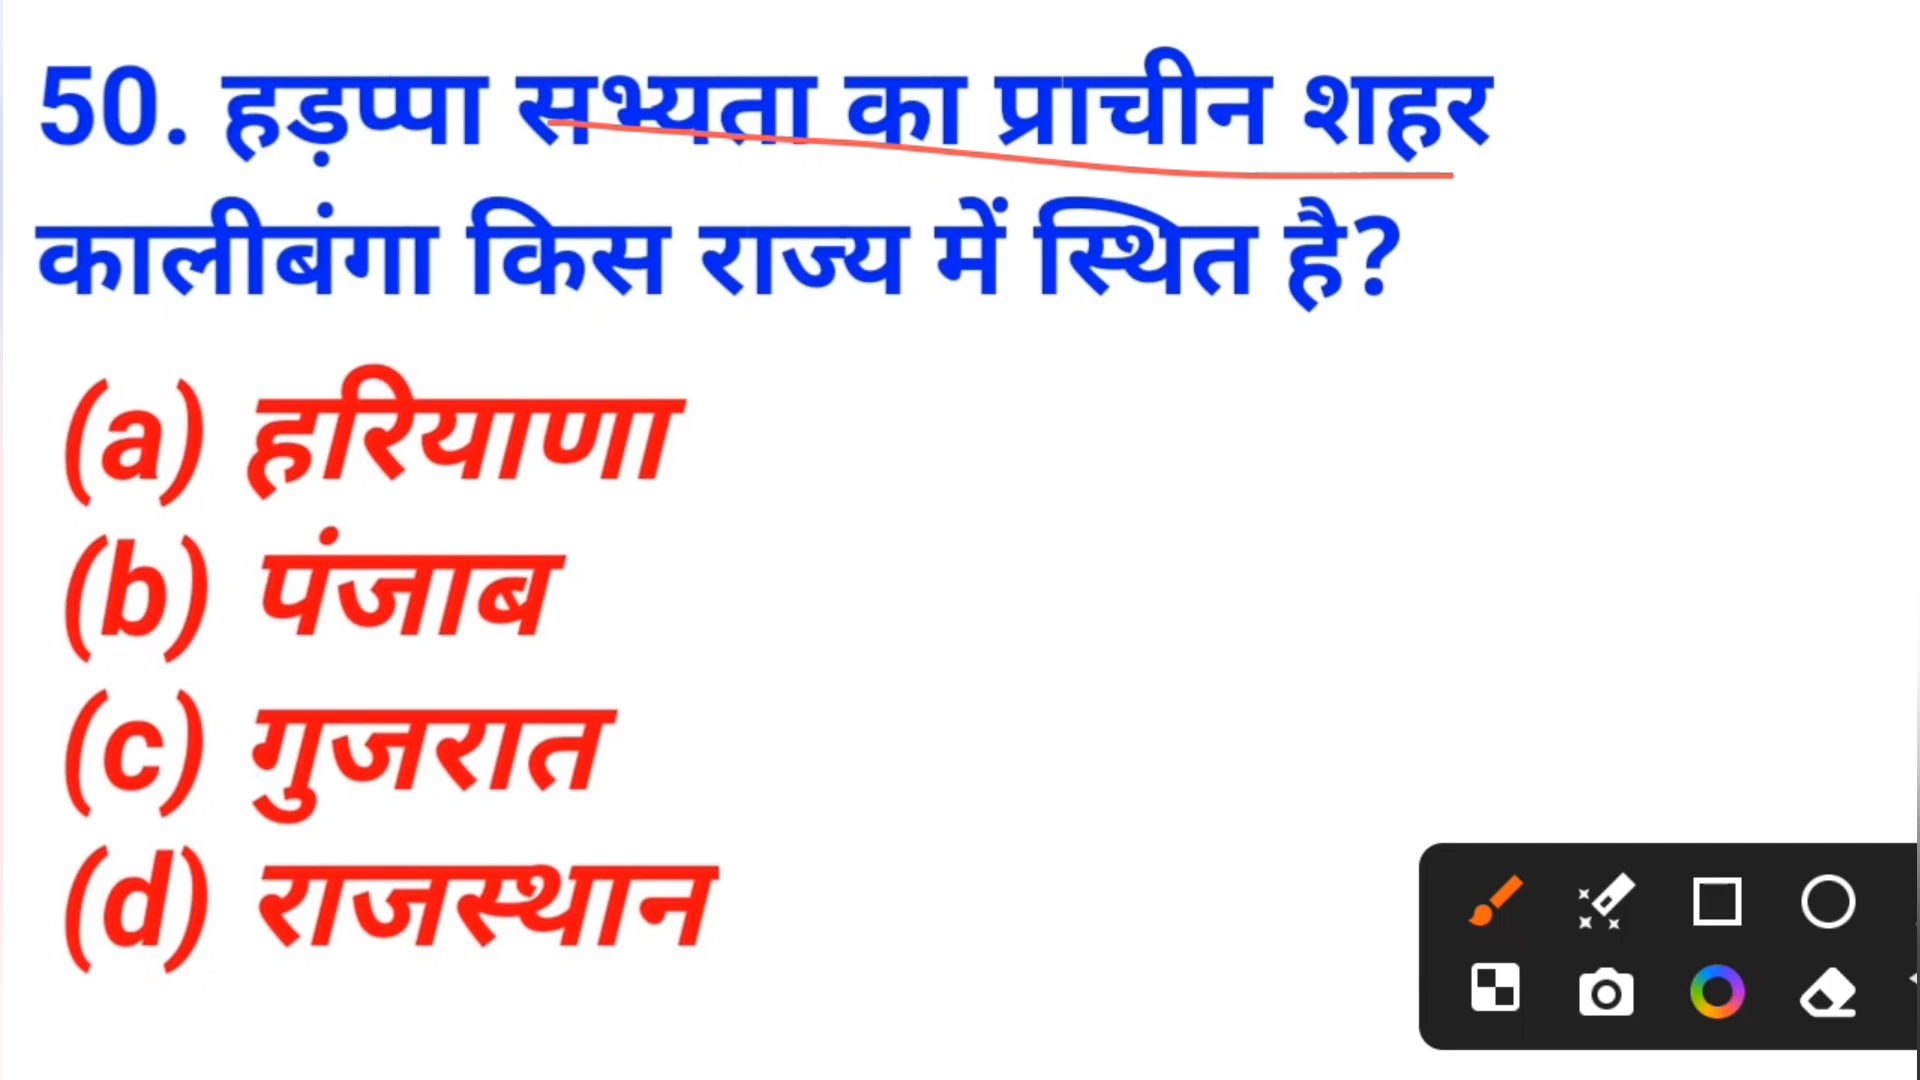 50. हड़प्पा सभ्यता का प्राचीन शहर
कालीबंगा किस राज्य में स्थित है?
(a) हरियाणा
(b) पंजाब
(c) गुजरात
(d) राजस्थान